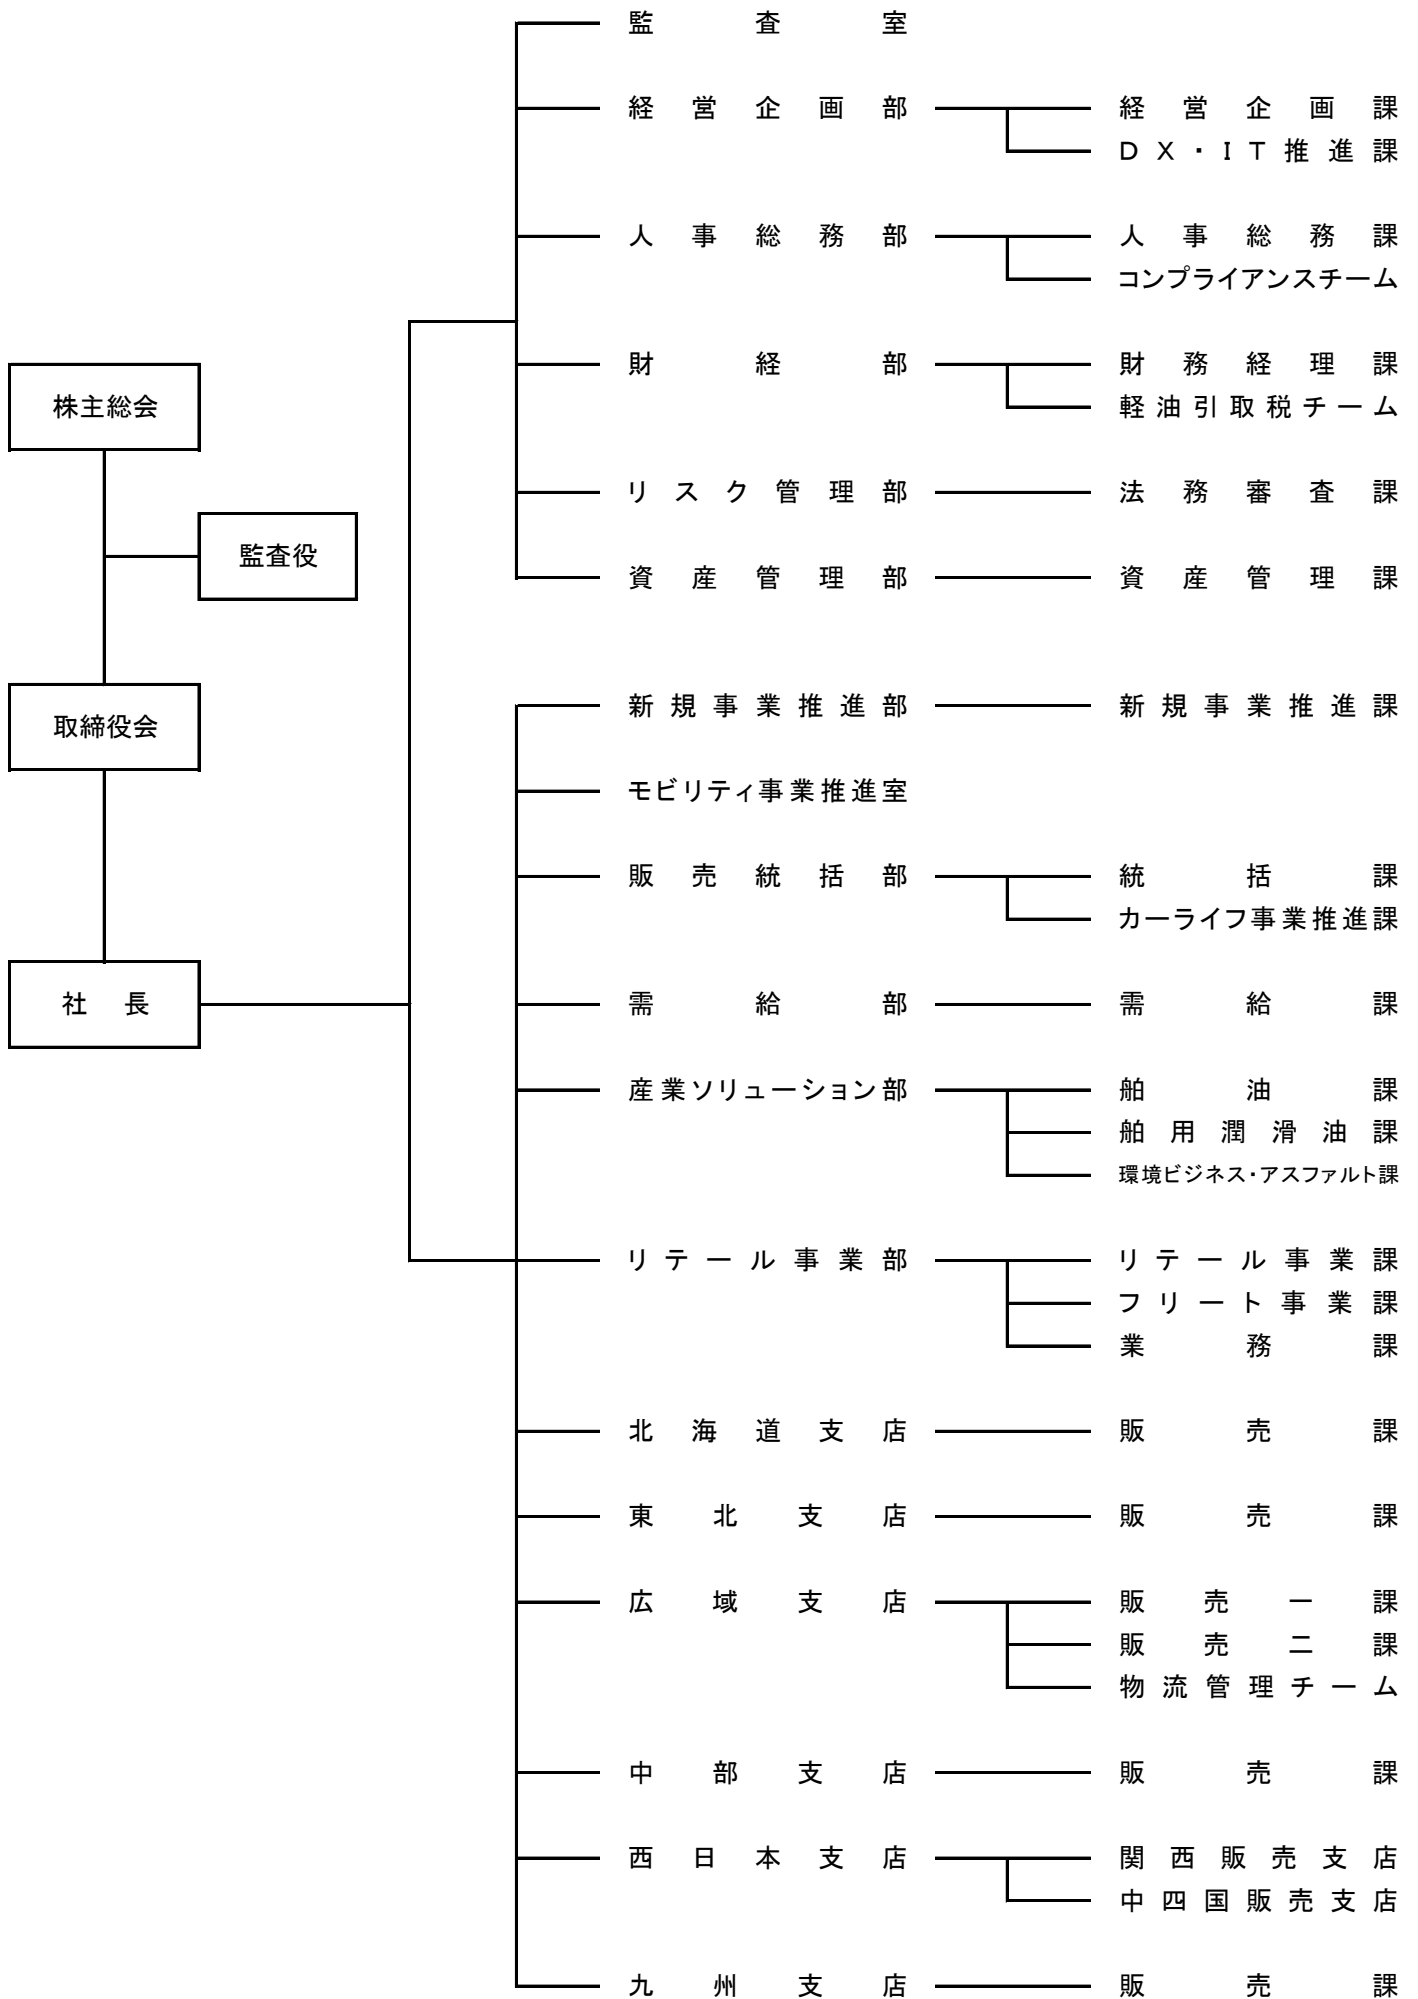 株主総会
監査役
取締役会
社長
監査室
経営企画部
経営企画課
DX・IT推進課
人事総務部
人事総務課
コンプライアンスチーム
財経部
財務経理課
軽油引取税チーム
リスク管理部
法務審査課
資産管理部
資産管理課
新規事業推進部
新規事業推進課
モビリティ事業推進室
販売統括部
統括課
カーライフ事業推進課
需給部
需給課
産業ソリューション部
舶油課
舶用潤滑油課
環境ビジネス・アスファルト課
リテール事業部
リテール事業課
フリート事業課
業務課
北海道支店
販売課
東北支店
販売課
広域支店
販売一課
販売二課
物流管理チーム
中部支店
販売課
西日本支店
関西販売支店
中四国販売支店
九州支店
販売課